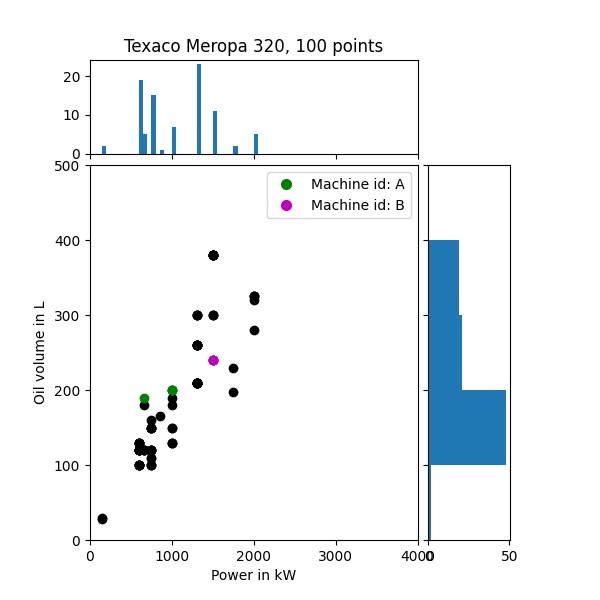 Texaco Meropa 320, 100 points
20
10
0
500
400
300
200
100
0
Oil volume in L
Machine id: A
Machine id: B
0 1000 2000 3000 4000
0 50
Power in kW